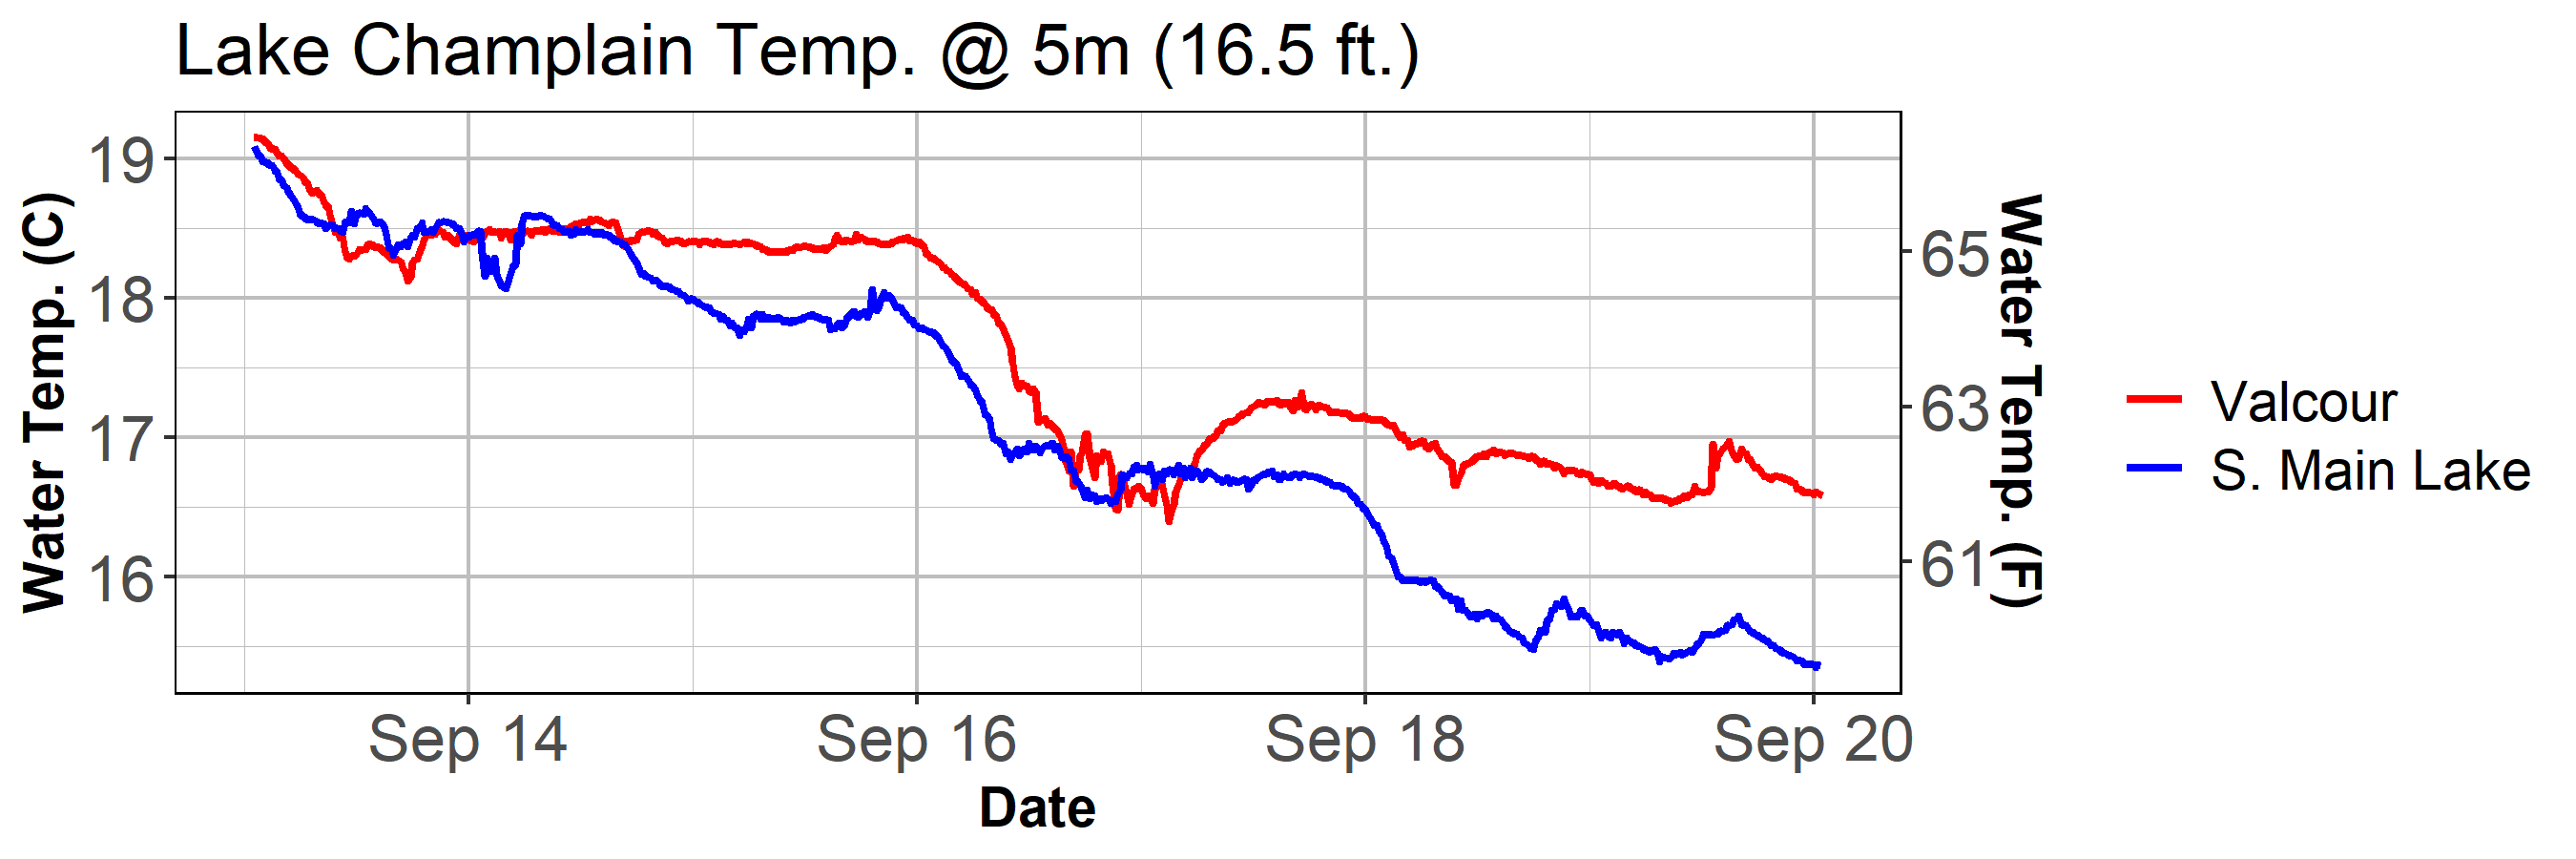 Lake Champlain Temp. @ 5m (16.5 ft.)
Water Temp. (C)
19
18
17
16
65
63
61
Water Temp. (F)
Valcour
S. Main Lake
Sep 14
Sep 16
Sep 18
Sep 20
Date